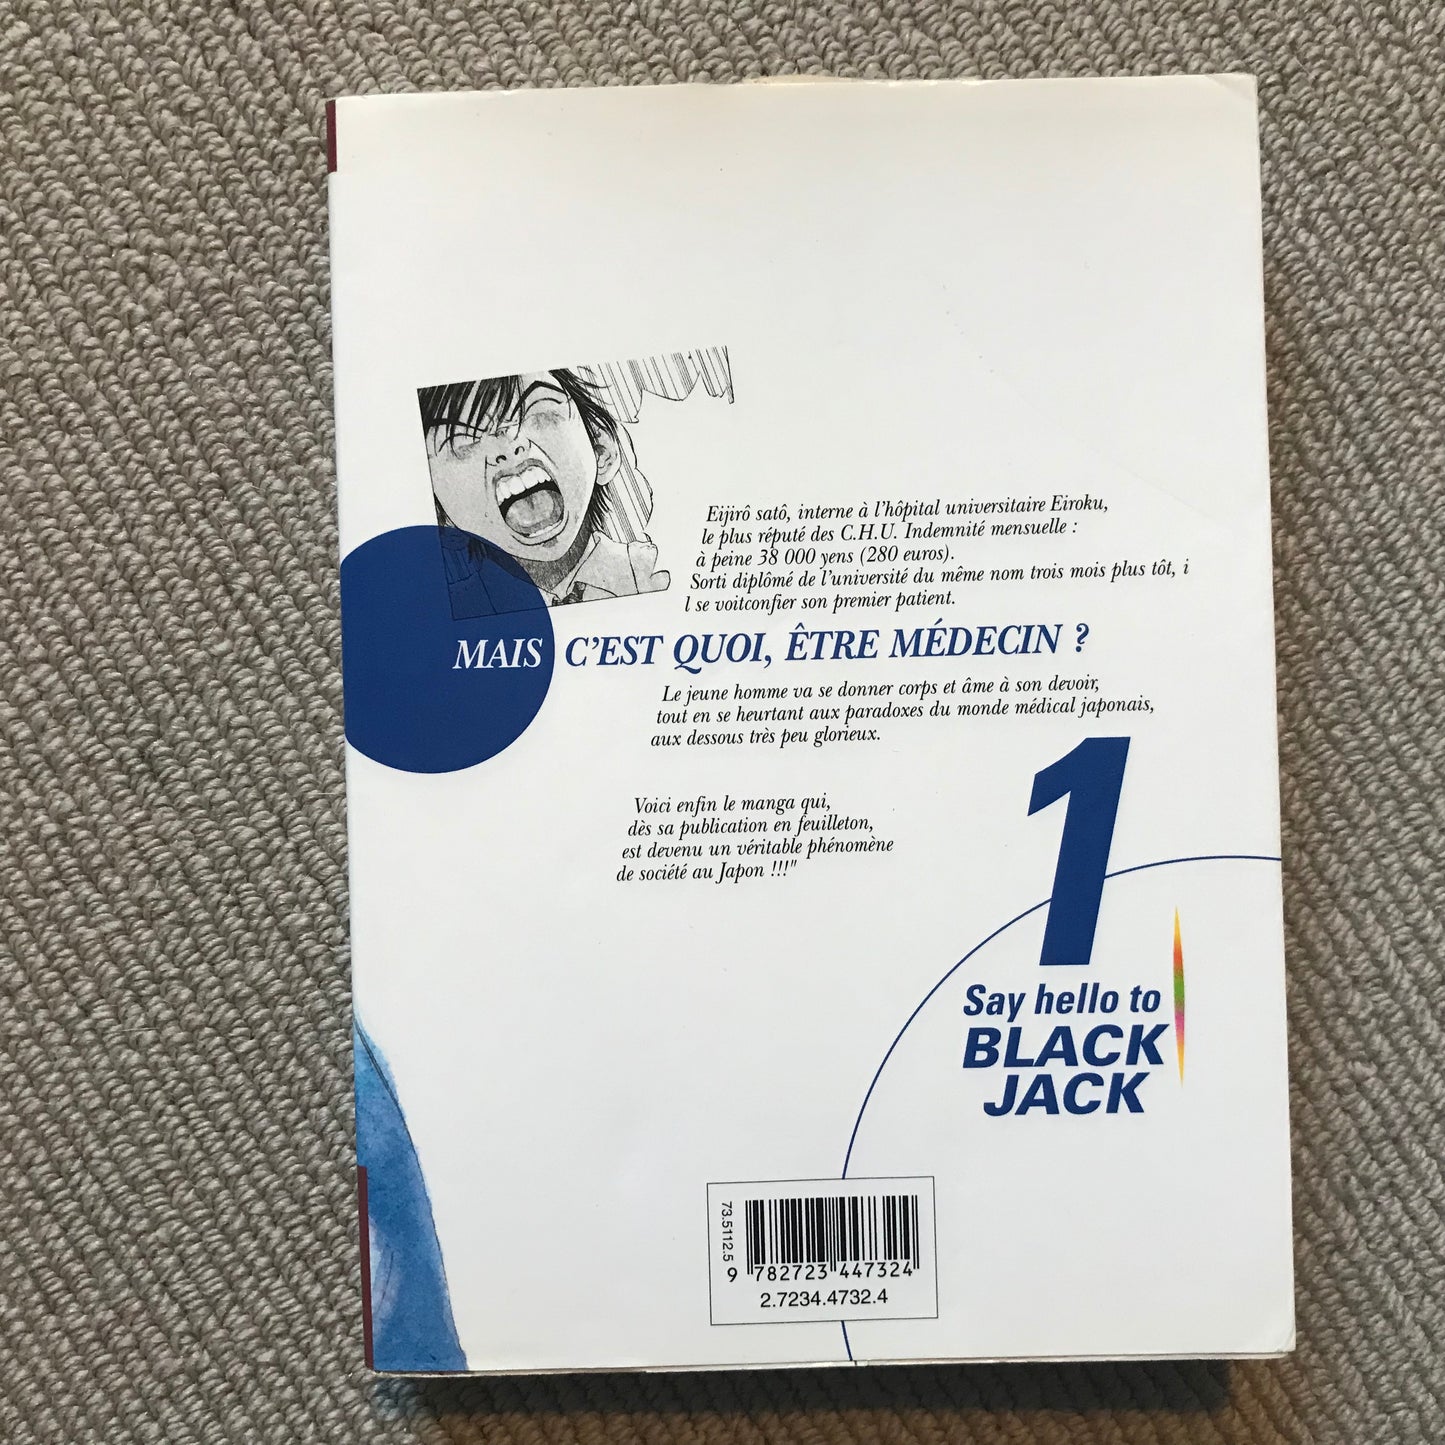 Eijirô satô, interne à l'hôpital universitaire Eiroku,
le plus réputé des C.H.U. Indemnité mensuelle :
à peine 38 000 yens (280 euros).
Sorti diplômé de l'université du même nom trois mois plus tôt, i
l se voitconfier son premier patient.
MAIS C'EST QUOI, ÊTRE MÉDECIN ?
Le jeune homme va se donner corps et âme à son devoir,
tout en se heurtant aux paradoxes du monde médical japonais,
aux dessous très peu glorieux.
Voici enfin le manga qui,
dès sa publication en feuilleton,
est devenu un véritable phénomène
de société au Japon !!!"
1
Say hello to
BLACK
JACK
73.5112.5
9 782723 447324
2.7234.4732.4